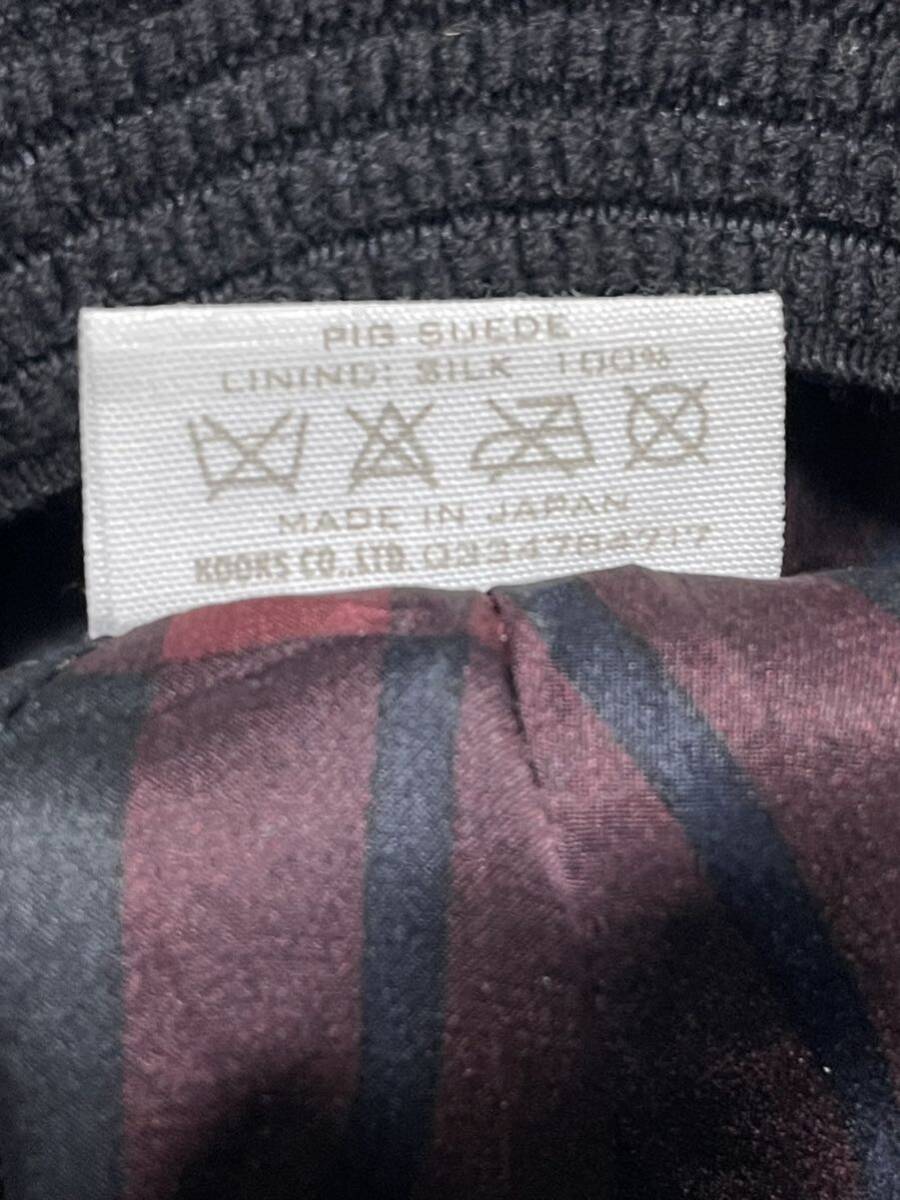 PIG SUEDE
LINING: SILK 100%
MADE IN JAPAN
KOOKS CO.,LTD. 0334784717